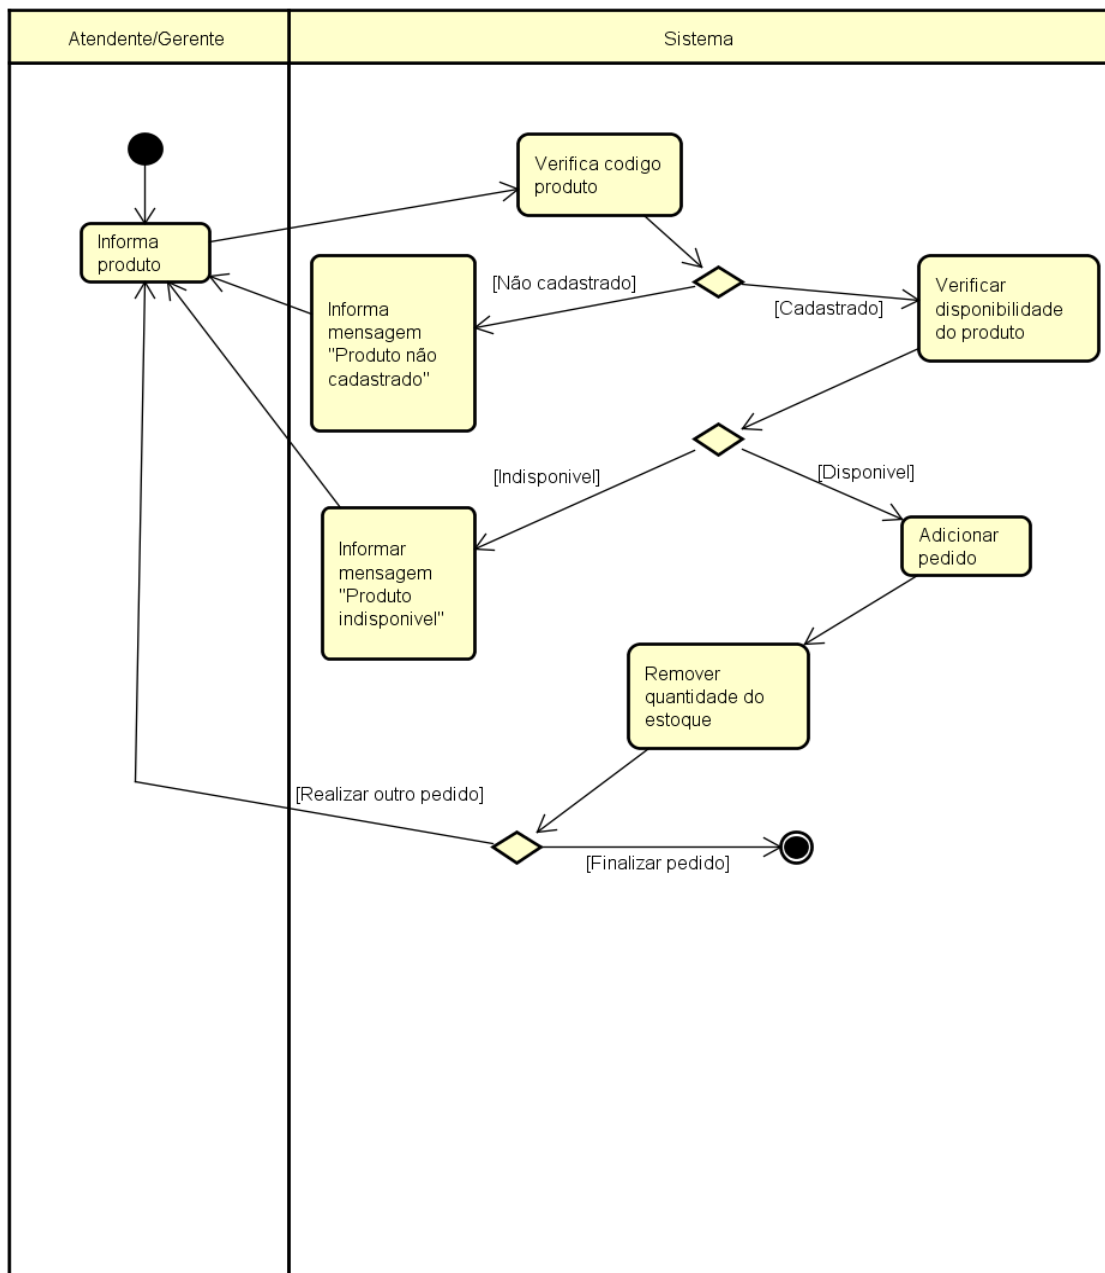 Atendente/Gerente
Sistema
Verifica codigo
produto
Informa
produto
[Não cadastrado]
[Cadastrado]
Informa
mensagem
"Produto não
cadastrado"
Verificar
disponibilidade
do produto
[Indisponivel]
[Disponivel]
Informar
mensagem
"Produto
indisponivel"
Adicionar
pedido
Remover
quantidade do
estoque
[Realizar outro pedido]
[Finalizar pedido]